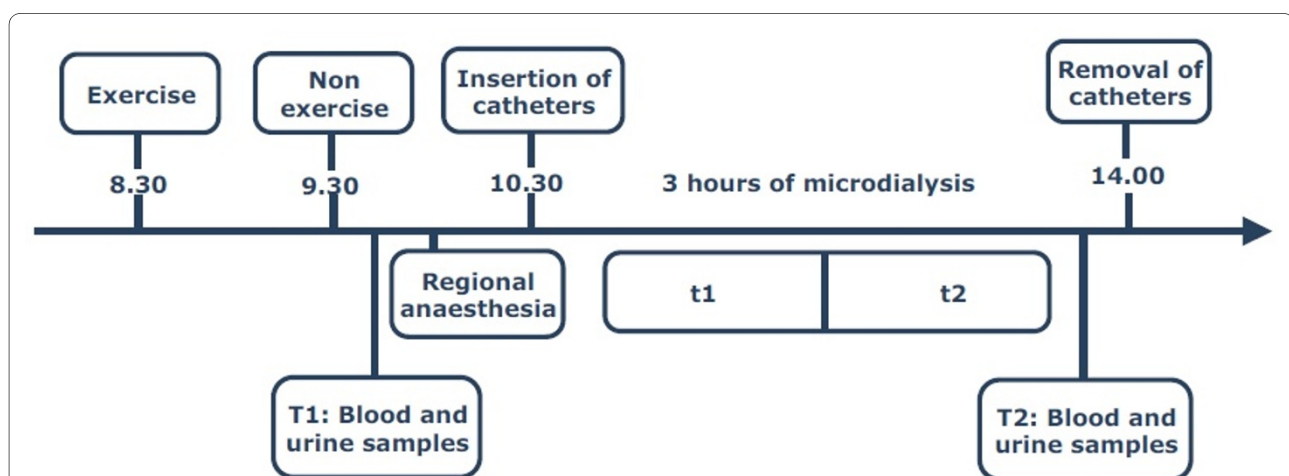 Exercise
Non
exercise
Insertion of
catheters
Removal of
catheters
8.30
9.30
10.30
3 hours of microdialysis
14.00
Regional
anaesthesia
t1
t2
T1: Blood and
urine samples
T2: Blood and
urine samples